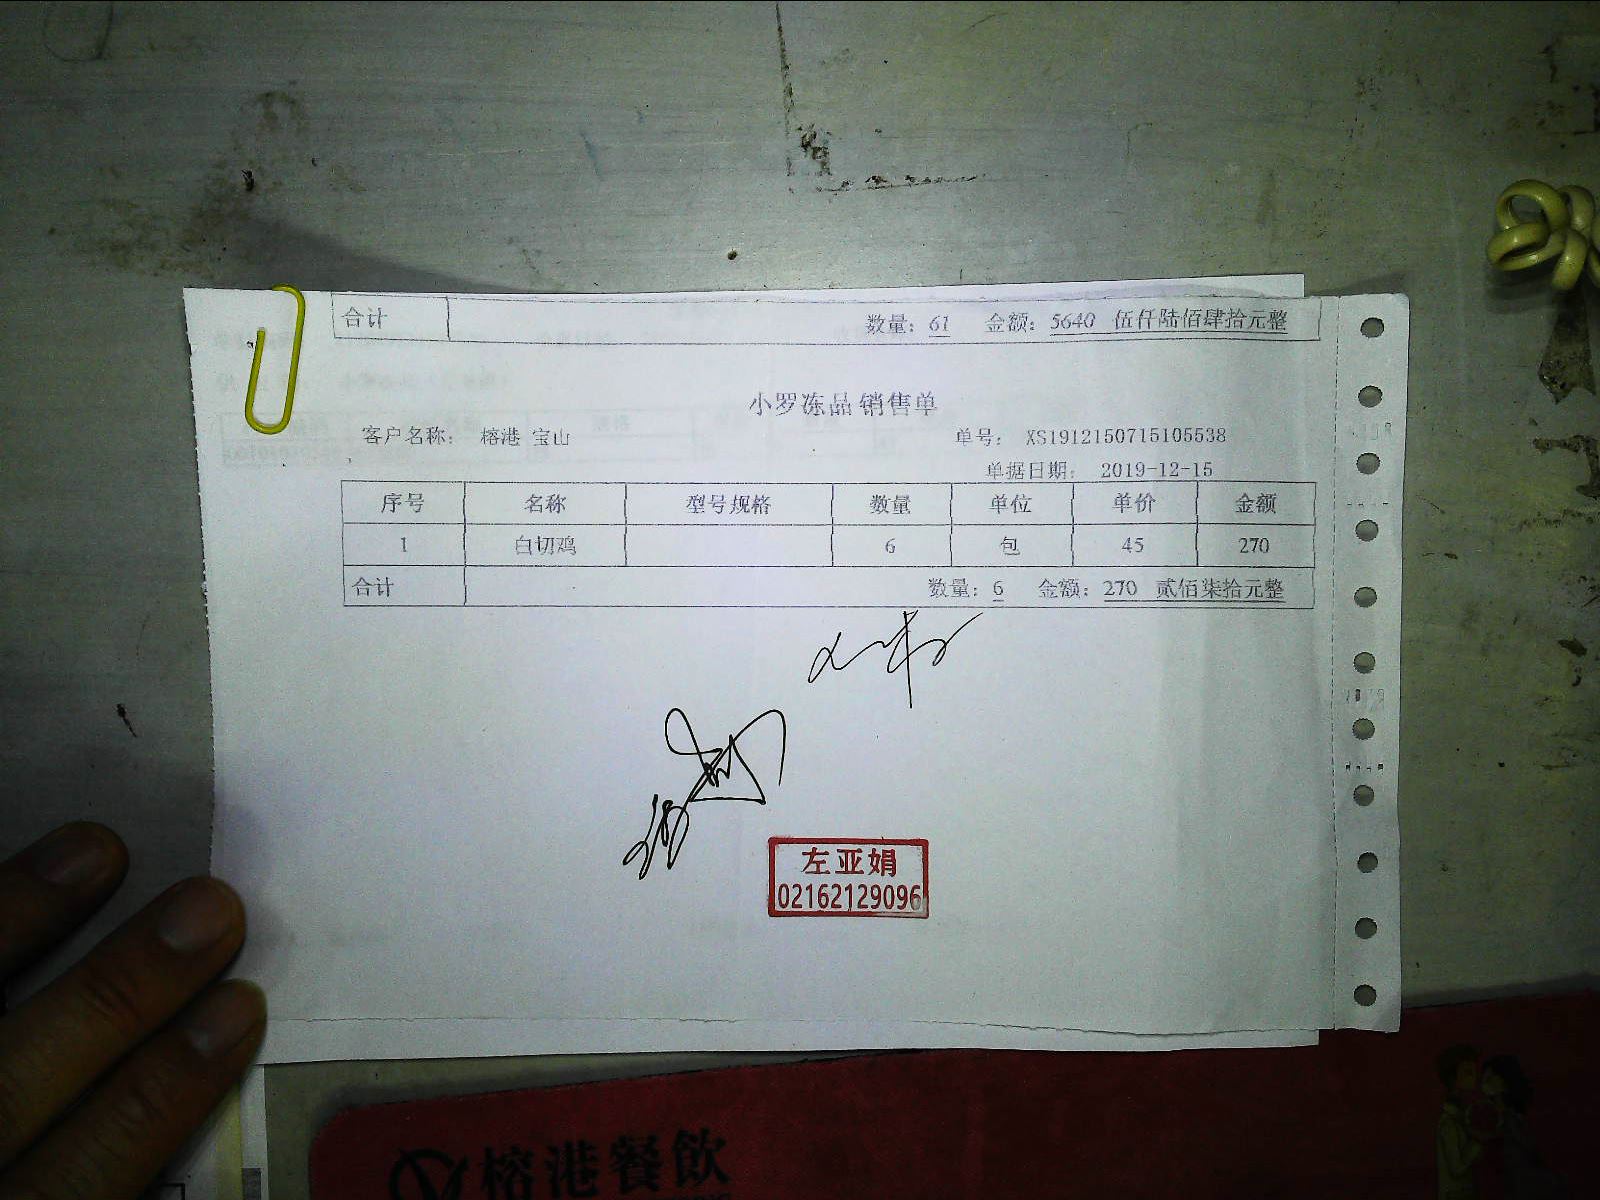 合计 数量：61 金额：5640 伍仟陆佰肆拾元整
小罗冻品 销售单
客户名称： 榕港 宝山 单号： XS1912150715105538
单据日期： 2019-12-15
序号 名称 型号规格 数量 单位 单价 金额
1 白切鸡 6 包 45 270
合计 数量：6 金额：270 贰佰柒拾元整
左亚娟
02162129096
榕港餐飲